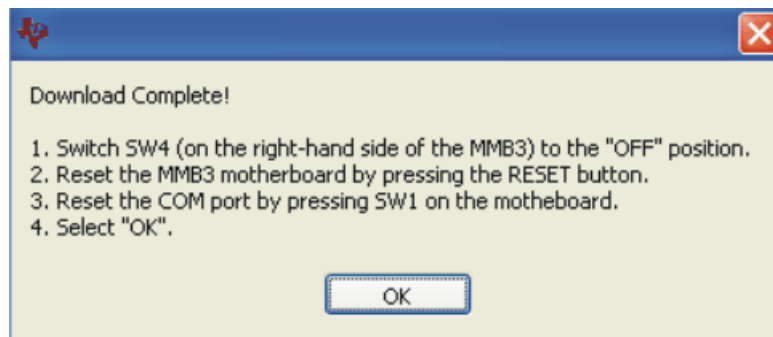 Download Complete!
1. Switch SW4 (on the right-hand side of the MMB3) to the "OFF" position.
2. Reset the MMB3 motherboard by pressing the RESET button.
3. Reset the COM port by pressing SW1 on the motheboard.
4. Select "OK".
OK